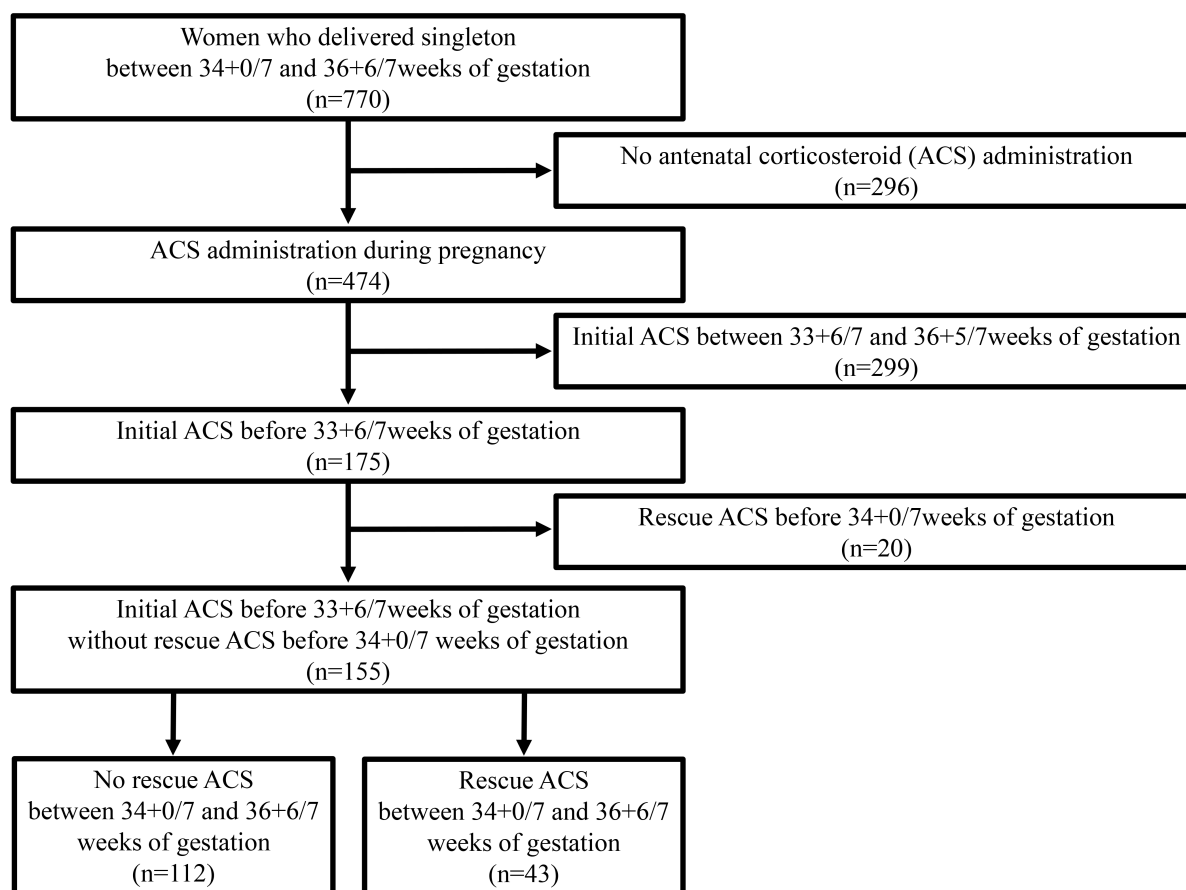 Women who delivered singleton
between 34+0/7 and 36+6/7weeks of gestation
(n=770)
No antenatal corticosteroid (ACS) administration
(n=296)
ACS administration during pregnancy
(n=474)
Initial ACS between 33+6/7 and 36+5/7weeks of gestation
(n=299)
Initial ACS before 33+6/7weeks of gestation
(n=175)
Rescue ACS before 34+0/7weeks of gestation
(n=20)
Initial ACS before 33+6/7weeks of gestation
without rescue ACS before 34+0/7 weeks of gestation
(n=155)
No rescue ACS
between 34+0/7 and 36+6/7
weeks of gestation
(n=112)
Rescue ACS
between 34+0/7 and 36+6/7
weeks of gestation
(n=43)